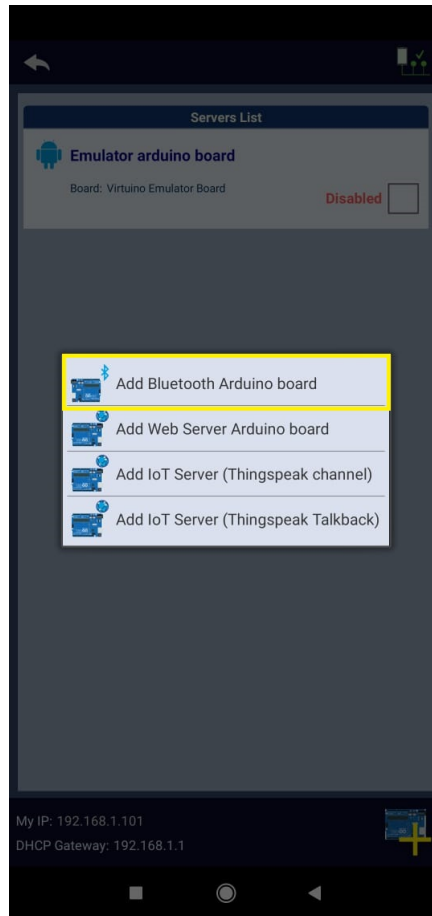 Servers List
Emulator arduino board
Board: Virtuino Emulator Board
Disabled
Add Bluetooth Arduino board
Add Web Server Arduino board
Add IoT Server (Thingspeak channel)
Add IoT Server (Thingspeak Talkback)
My IP: 192.168.1.101
DHCP Gateway: 192.168.1.1